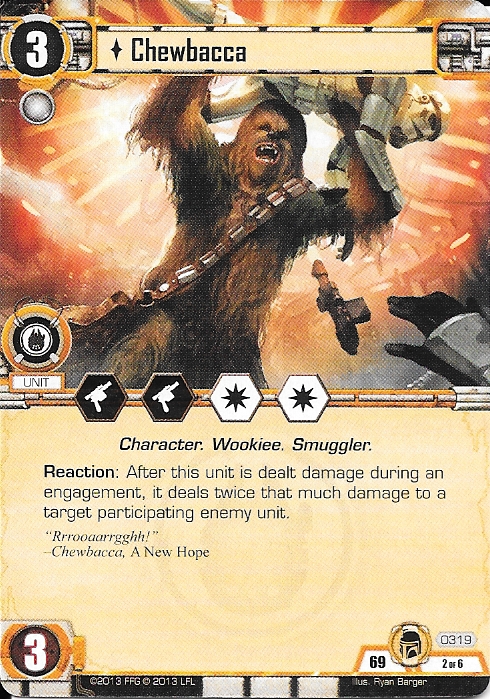 3
Chewbacca
UNIT
Character. Wookiee. Smuggler.
Reaction: After this unit is dealt damage during an
engagement, it deals twice that much damage to a
target participating enemy unit.
“Rrrooaarrgghh!”
–Chewbacca, A New Hope
3
69
0319
2 OF 6
©2013 FFG © 2013 LFL
Illus. Ryan Barger